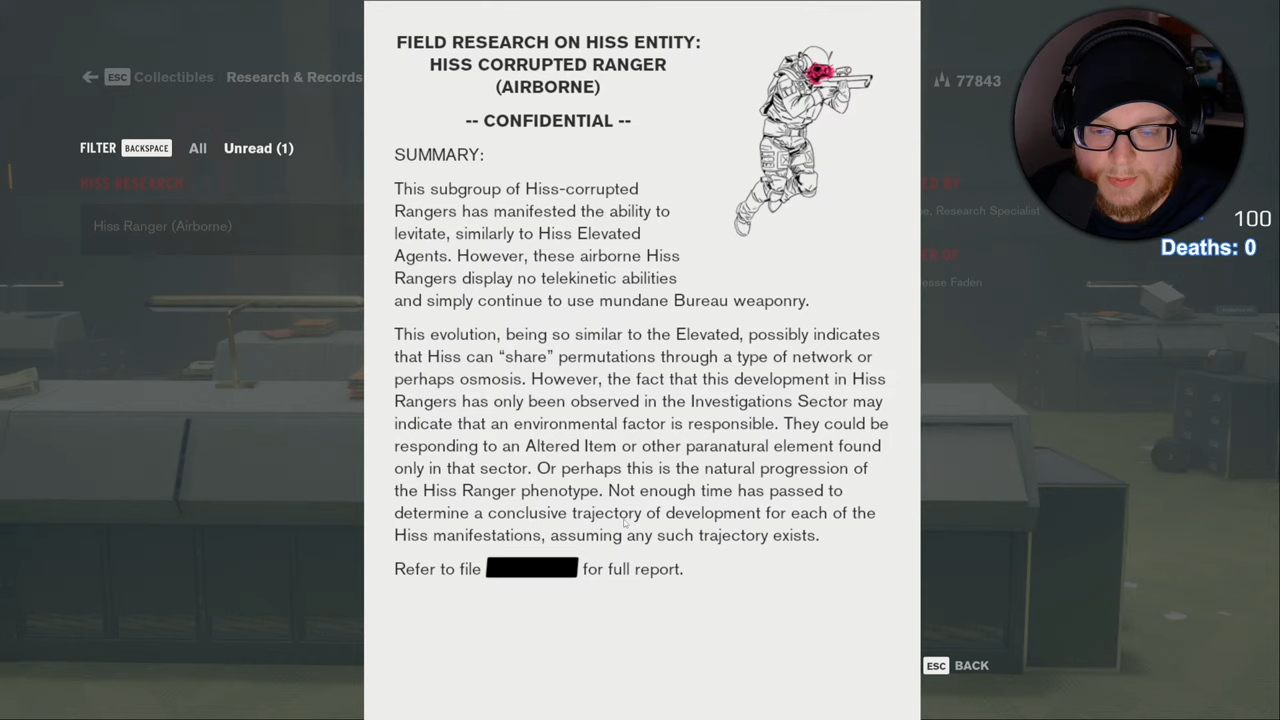 FIELD RESEARCH ON HISS ENTITY:
HISS CORRUPTED RANGER
(AIRBORNE)
-- CONFIDENTIAL --
SUMMARY:
This subgroup of Hiss-corrupted
Rangers has manifested the ability to
levitate, similarly to Hiss Elevated
Agents. However, these airborne Hiss
Rangers display no telekinetic abilities
and simply continue to use mundane Bureau weaponry.
This evolution, being so similar to the Elevated, possibly indicates
that Hiss can “share” permutations through a type of network or
perhaps osmosis. However, the fact that this development in Hiss
Rangers has only been observed in the Investigations Sector may
indicate that an environmental factor is responsible. They could be
responding to an Altered Item or other paranatural element found
only in that sector. Or perhaps this is the natural progression of
the Hiss Ranger phenotype. Not enough time has passed to
determine a conclusive trajectory of development for each of the
Hiss manifestations, assuming any such trajectory exists.
Refer to file for full report.
ESC Collectibles Research & Records
FILTER BACKSPACE All Unread (1)
HISS RESEARCH
Hiss Ranger (Airborne)
77843
100
Deaths: 0
BY
Research Specialist
OF
Faden
ESC BACK